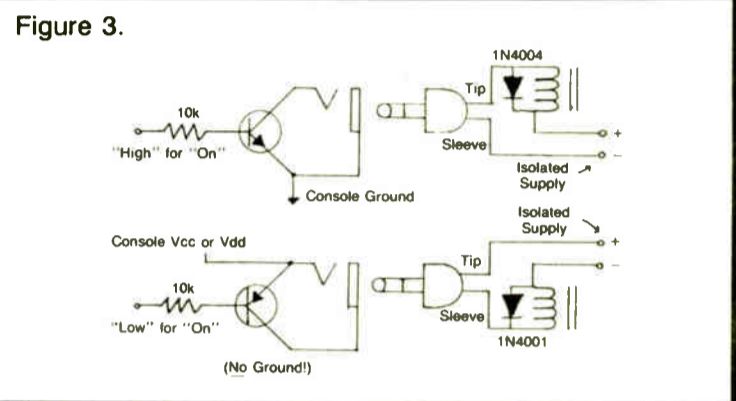 Figure 3.
1N4004
Tip
10k
"High" for "On"
+
Sleeve
−
Isolated
Supply
Console Ground
Isolated
Supply
Console Vcc or Vdd
+
Tip
−
10k
Sleeve
"Low" for "On"
1N4001
(No Ground!)